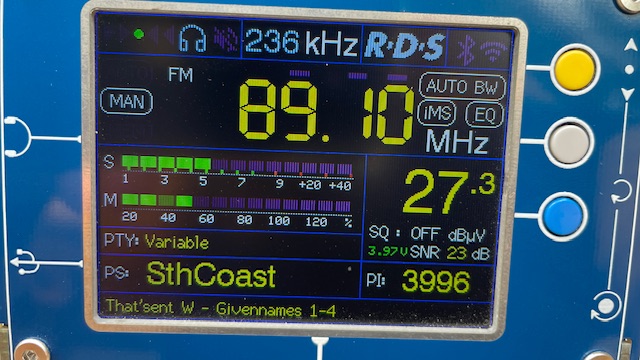 236 kHz R·D·S
FM
AUTO BW
MAN
89.10
iMS EQ
MHz
S
1 3 5 7 9 +20 +40
27.3
M
20 40 60 80 100 120 %
SQ : OFF dBµV
PTY: Variable
3.97V SNR 23 dB
PS: SthCoast
PI: 3996
That'sent W - Givennames 1-4